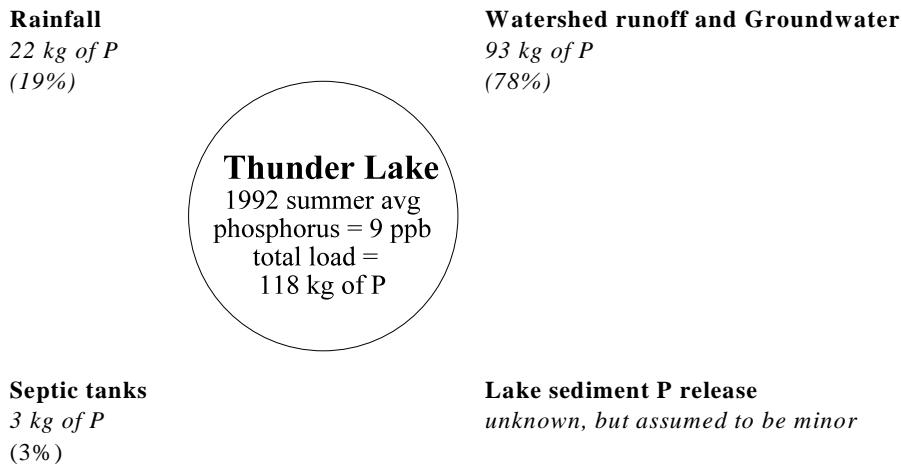 Rainfall
22 kg of P
(19%)
Watershed runoff and Groundwater
93 kg of P
(78%)
Thunder Lake
1992 summer avg
phosphorus = 9 ppb
total load =
118 kg of P
Septic tanks
3 kg of P
(3%)
Lake sediment P release
unknown, but assumed to be minor